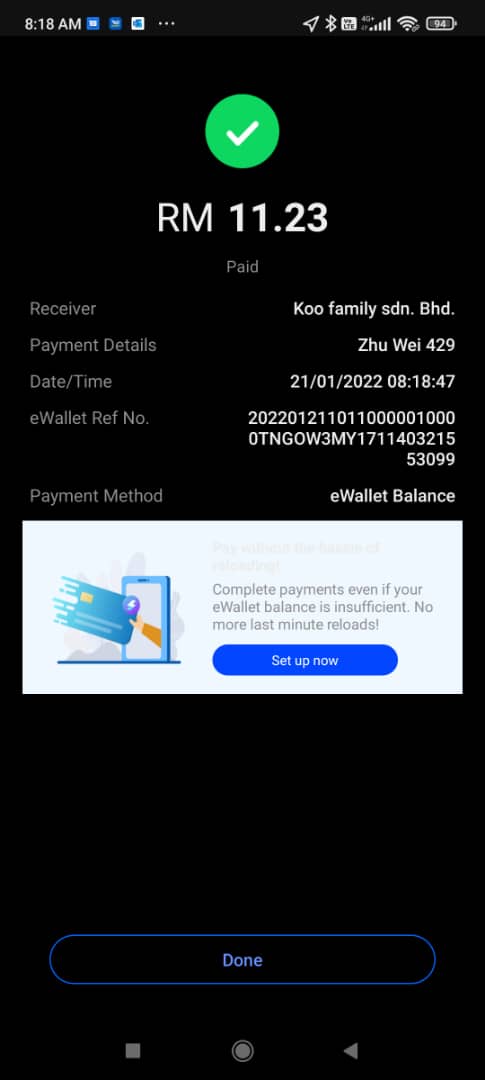 8:18 AM
4G+
94
RM 11.23
Paid
Receiver Koo family sdn. Bhd.
Payment Details Zhu Wei 429
Date/Time 21/01/2022 08:18:47
eWallet Ref No. 202201211011000001000
0TNGOW3MY1711403215
53099
Payment Method eWallet Balance
Pay without the hassle of
reloading!
Complete payments even if your
eWallet balance is insufficient. No
more last minute reloads!
Set up now
Done